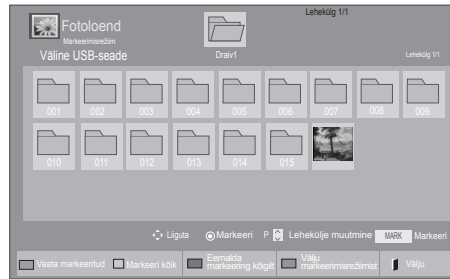 Lehekülg 1/1
Fotoloend
Markeerimisrežiim
Väline USB-seade
Draiv1
Lehekülg 1/1
001 002 003 004 005 006 007 008 009
010 011 012 013 014 015
Liiguta Markeeri P Lehekülje muutmine MARK Markeeri
Vaata markeeritud Markeeri kõik Eemalda markeering kõigilt Välju markeerimisrežiimist Välju